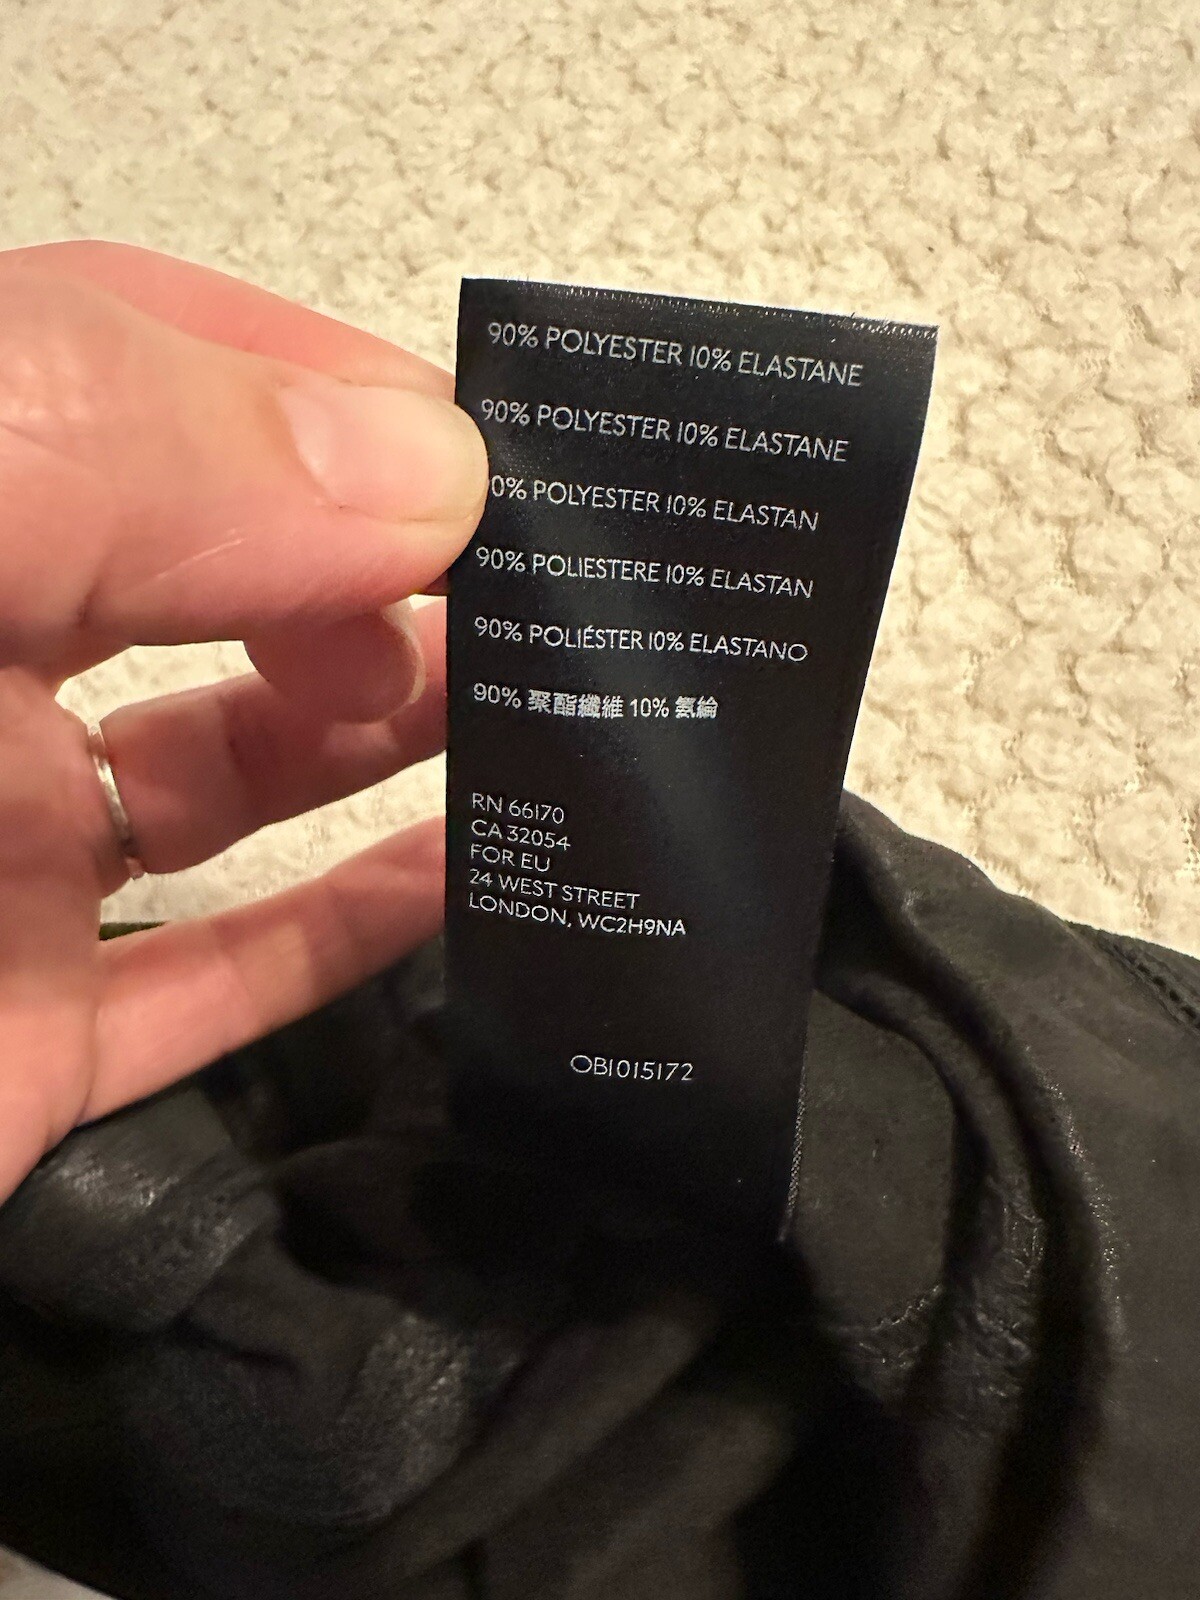 90% POLYESTER 10% ELASTANE
90% POLYESTER 10% ELASTANE
0% POLYESTER 10% ELASTAN
90% POLIESTERE 10% ELASTAN
90% POLIÉSTER 10% ELASTANO
90% 聚酯纖維 10% 氨綸
RN 66170
CA 32054
FOR EU
24 WEST STREET
LONDON, WC2H9NA
OB1015172